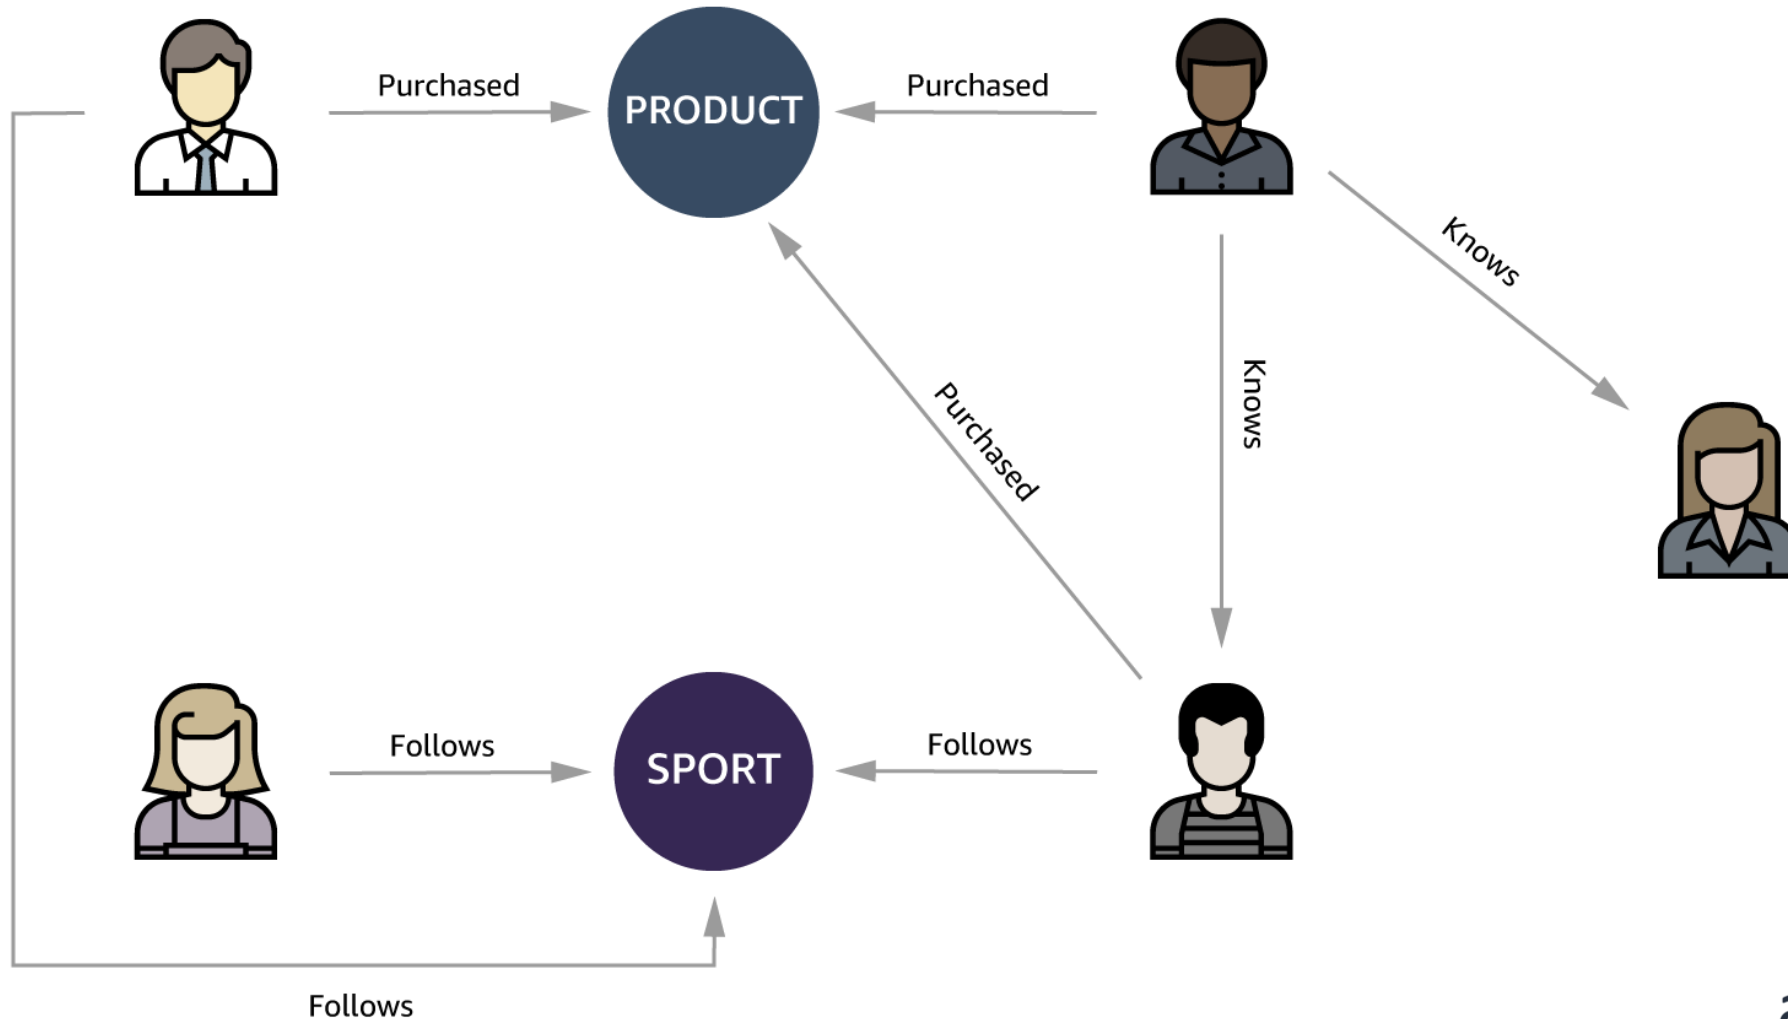 Purchased
PRODUCT
Purchased
Knows
Knows
Purchased
Follows
SPORT
Follows
Follows